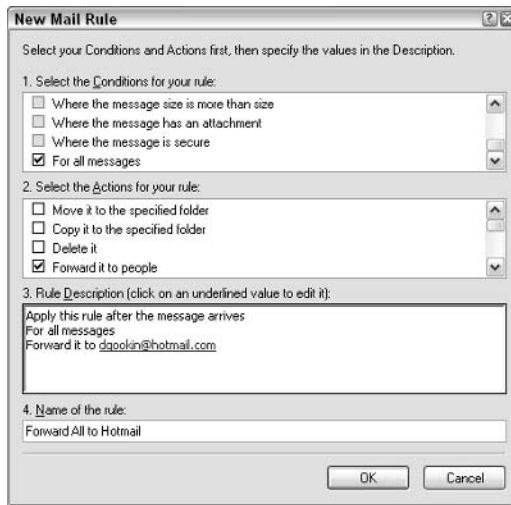 New Mail Rule
Select your Conditions and Actions first, then specify the values in the Description.
1. Select the Conditions for your rule:
Where the message size is more than size
Where the message has an attachment
Where the message is secure
For all messages
2. Select the Actions for your rule:
Move it to the specified folder
Copy it to the specified folder
Delete it
Forward it to people
3. Rule Description (click on an underlined value to edit it):
Apply this rule after the message arrives
For all messages
Forward it to dgookin@hotmail.com
4. Name of the rule:
Forward All to Hotmail
OK Cancel